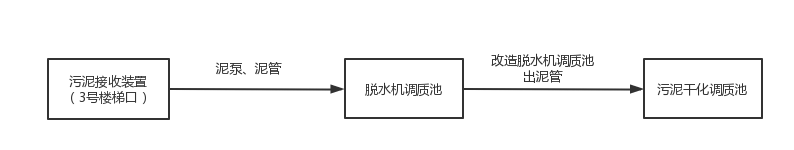 污泥接收装置
（3号楼梯口）
泥泵、泥管
脱水机调质池
改造脱水机调质池
出泥管
污泥干化调质池